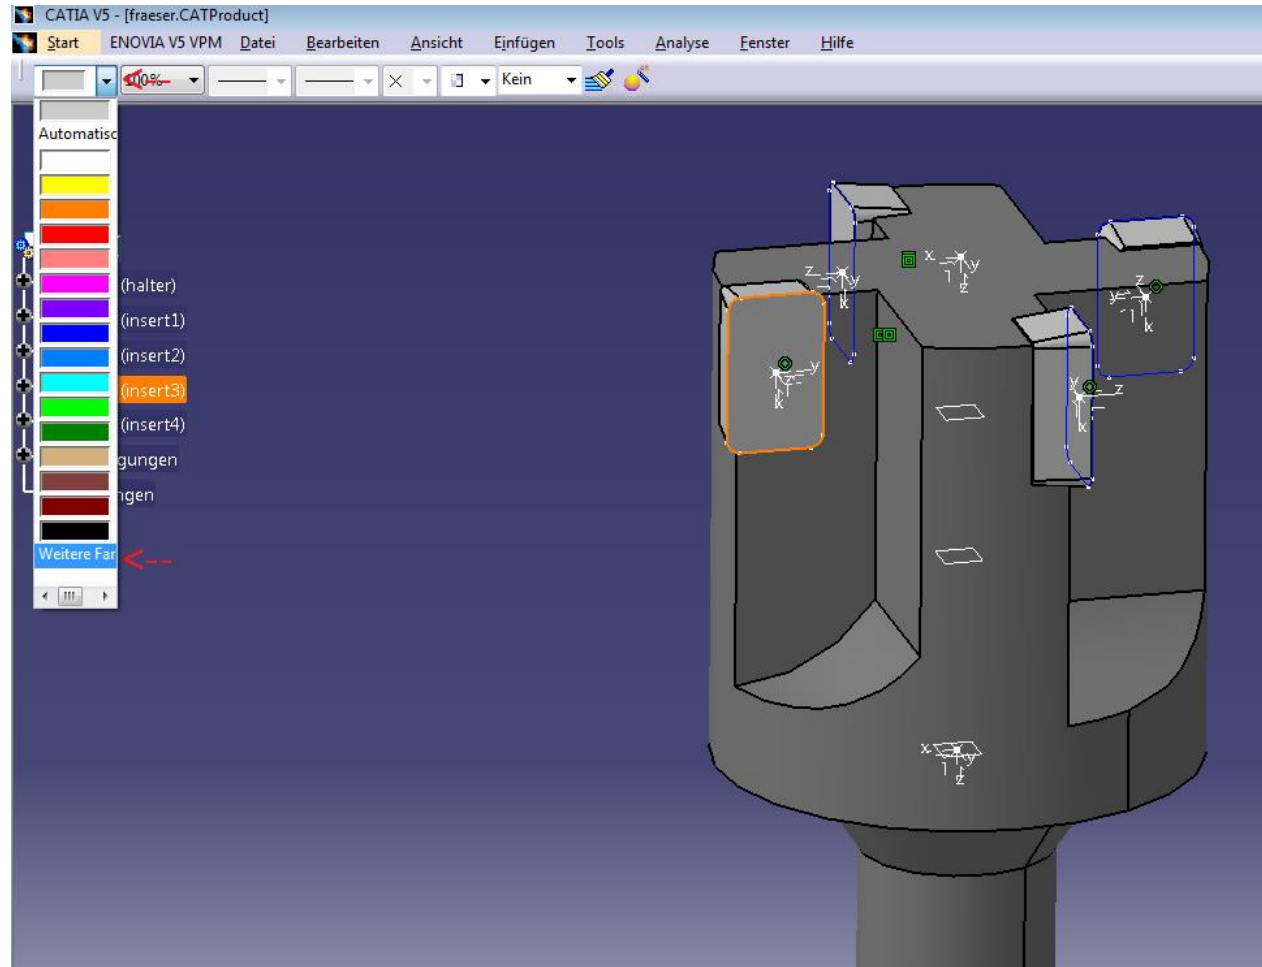 CATIA V5 - [fraeser.CATProduct]
Start ENOVIA V5 VPM Datei Bearbeiten Ansicht Einfügen Tools Analyse Fenster Hilfe
100% Kein
Automatisc
(halter)
(insert1)
(insert2)
(insert3)
(insert4)
gungen
ngen
Weitere Far
x y z
z x
y z x
y z x
y z x
x y z